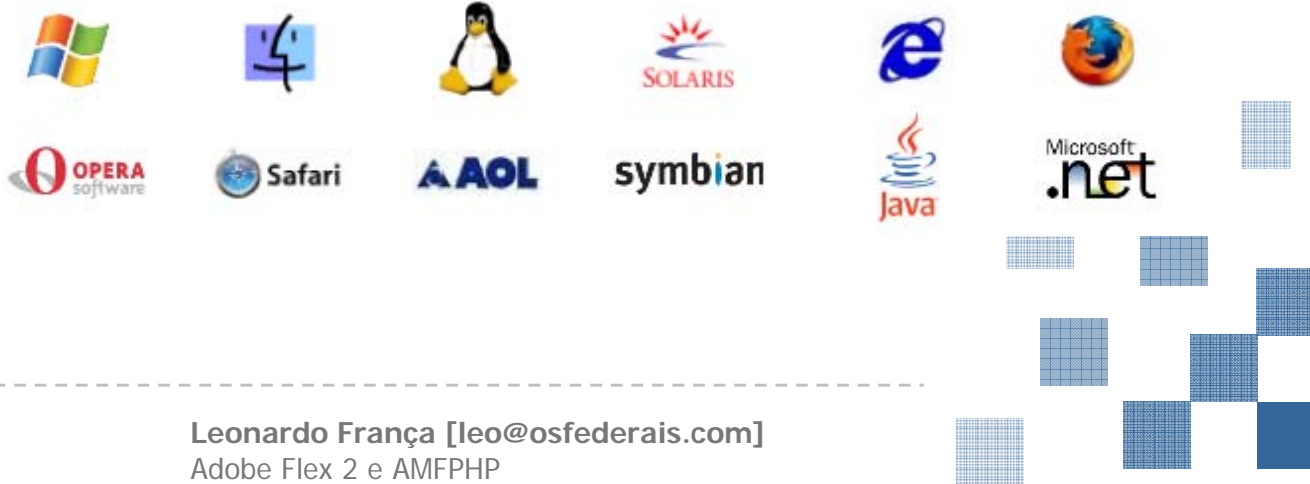 SOLARIS
OPERA
software
Safari
AOL
symbian
Java
Microsoft
.net
Leonardo França [leo@osfederais.com]
Adobe Flex 2 e AMFPHP